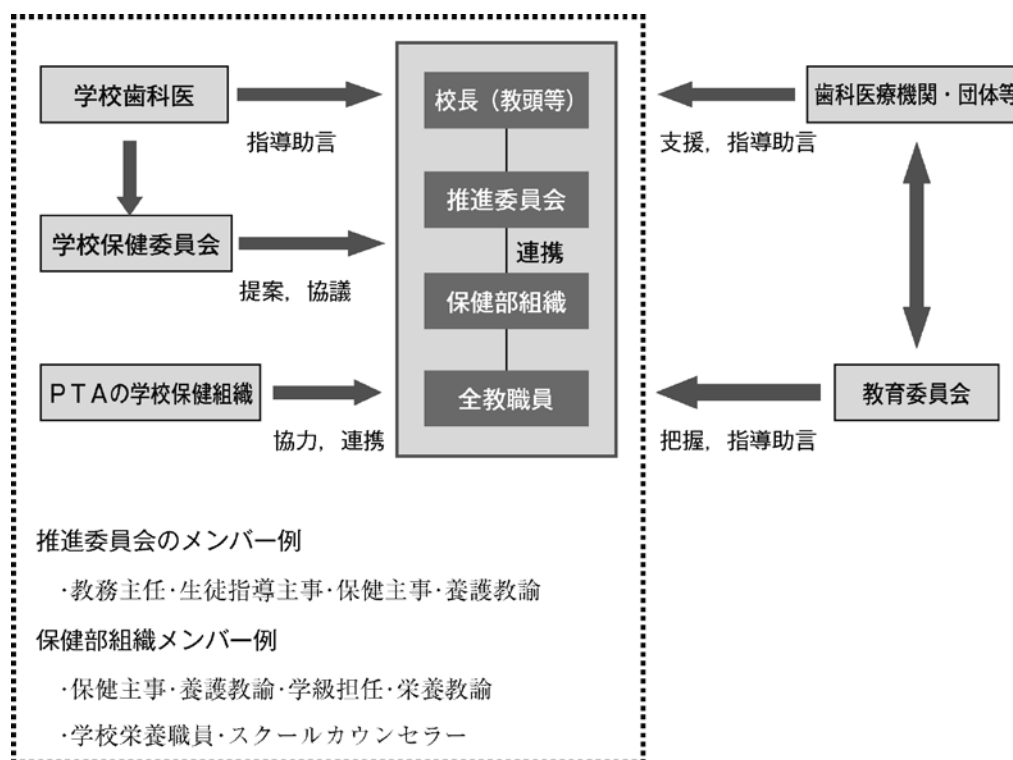 学校歯科医
指導助言
校長（教頭等）
歯科医療機関・団体等
支援，指導助言
推進委員会
学校保健委員会
提案，協議
連携
保健部組織
ＰＴＡの学校保健組織
協力，連携
全教職員
教育委員会
把握，指導助言
推進委員会のメンバー例
・教務主任・生徒指導主事・保健主事・養護教諭
保健部組織メンバー例
・保健主事・養護教諭・学級担任・栄養教諭
・学校栄養職員・スクールカウンセラー